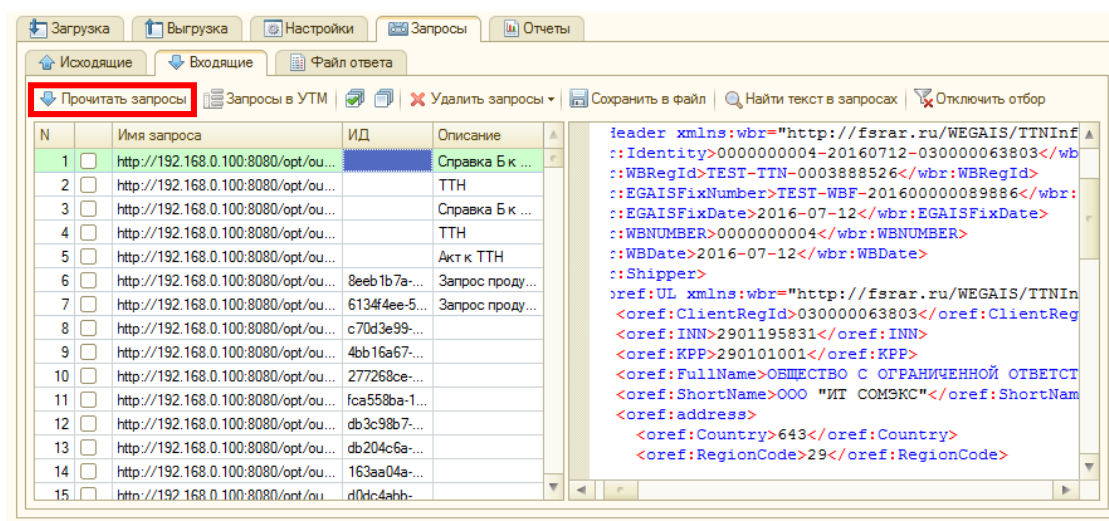 Загрузка Выгрузка Настройки Запросы Отчеты
Исходящие Входящие Файл ответа
Прочитать запросы Запросы в УТМ Удалить запросы Сохранить в файл Найти текст в запросах Отключить отбор
N Имя запроса ИД Описание
1 http://192.168.0.100:8080/opt/ou... Справка Б к ...
2 http://192.168.0.100:8080/opt/ou... ТТН
3 http://192.168.0.100:8080/opt/ou... Справка Б к ...
4 http://192.168.0.100:8080/opt/ou... ТТН
5 http://192.168.0.100:8080/opt/ou... Акт к ТТН
6 http://192.168.0.100:8080/opt/ou... 8eeb1b7a-... Запрос проду...
7 http://192.168.0.100:8080/opt/ou... 6134f4ee-5... Запрос проду...
8 http://192.168.0.100:8080/opt/ou... c70d3e99-...
9 http://192.168.0.100:8080/opt/ou... 4bb16a67-...
10 http://192.168.0.100:8080/opt/ou... 277268ce-...
11 http://192.168.0.100:8080/opt/ou... fca558ba-1...
12 http://192.168.0.100:8080/opt/ou... db3c98b7-...
13 http://192.168.0.100:8080/opt/ou... db204c6a-...
14 http://192.168.0.100:8080/opt/ou... 163aa04a-...
15 http://192.168.0.100:8080/opt/ou d0dc4abb-
Header xmlns:wbr="http://fsrar.ru/WEGAIS/TTNInf
r:Identity>0000000004-20160712-030000063803</wb
r:WBRegId>TEST-TTN-0003888526</wbr:WBRegId>
r:EGAISFixNumber>TEST-WBF-201600000089886</wbr:
r:EGAISFixDate>2016-07-12</wbr:EGAISFixDate>
r:WBNUMBER>0000000004</wbr:WBNUMBER>
r:WBDate>2016-07-12</wbr:WBDate>
r:Shipper>
oref:UL xmlns:wbr="http://fsrar.ru/WEGAIS/TTNIn
<oref:ClientRegId>030000063803</oref:ClientReg
<oref:INN>2901195831</oref:INN>
<oref:KPP>290101001</oref:KPP>
<oref:FullName>ОБЩЕСТВО С ОГРАНИЧЕННОЙ ОТВЕТСТ
<oref:ShortName>ООО "ИТ СОМЭКС"</oref:ShortNam
<oref:address>
<oref:Country>643</oref:Country>
<oref:RegionCode>29</oref:RegionCode>